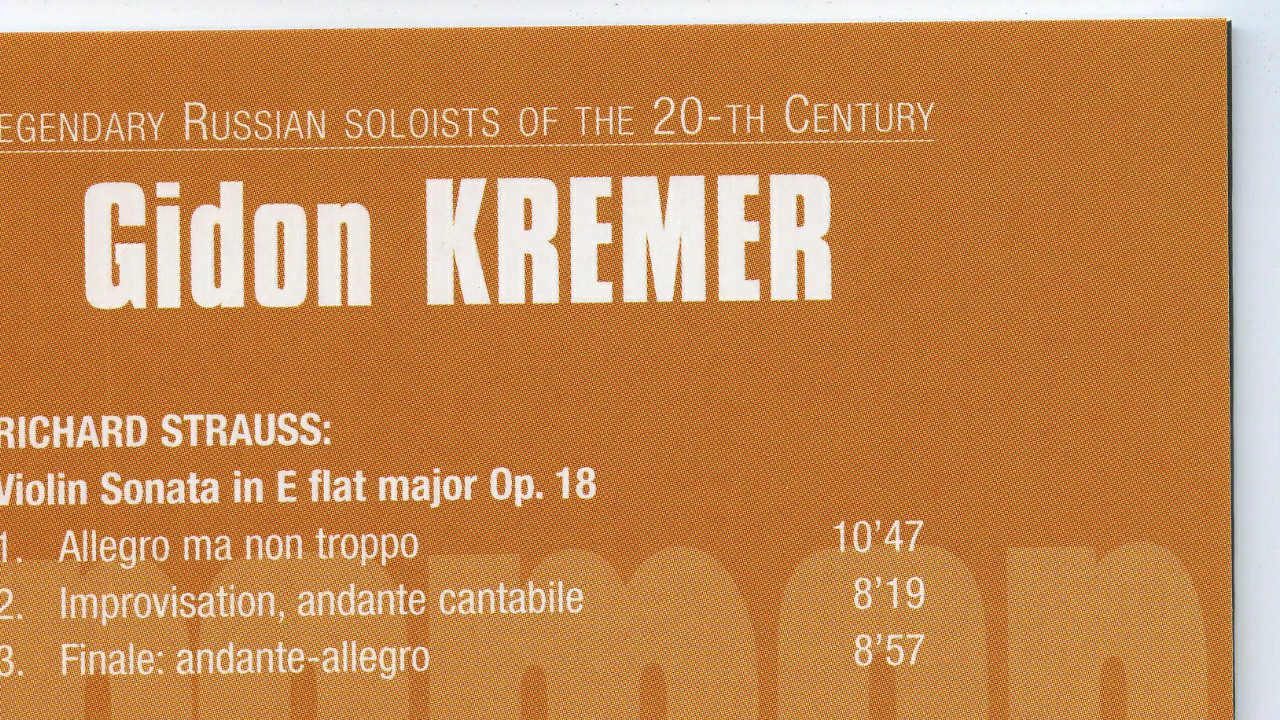 EGENDARY RUSSIAN SOLOISTS OF THE 20-TH CENTURY
Gidon KREMER
RICHARD STRAUSS:
Violin Sonata in E flat major Op. 18
1. Allegro ma non troppo 10’47
2. Improvisation, andante cantabile 8’19
3. Finale: andante-allegro 8’57